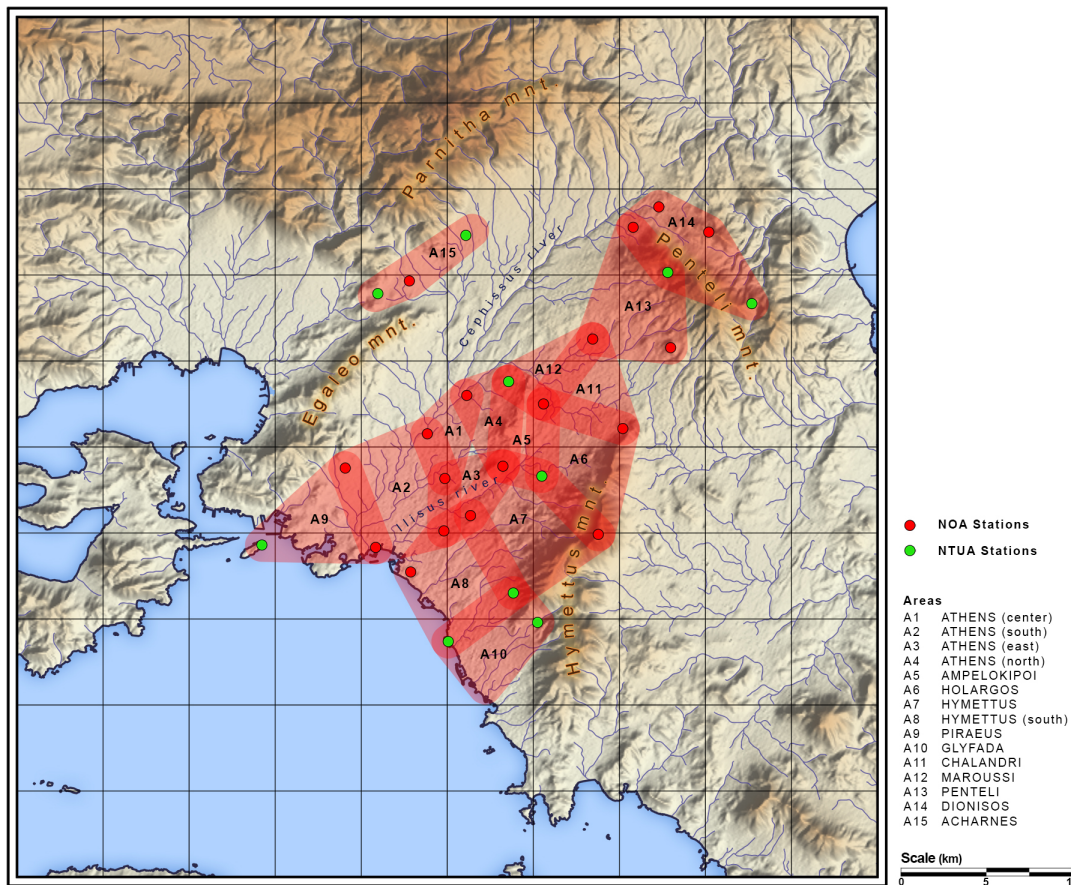 Parnitha mnt.
A14
A15
Penteli mnt.
Cephissus river
A13
Egaleo mnt.
A12
A11
A4
A1
A5
A6
A3
A2
Ilisus river
A9
A7
Hymettus mnt.
A8
A10
NOA Stations
NTUA Stations
Areas
A1 ATHENS (center)
A2 ATHENS (south)
A3 ATHENS (east)
A4 ATHENS (north)
A5 AMPELOKIPOI
A6 HOLARGOS
A7 HYMETTUS
A8 HYMETTUS (south)
A9 PIRAEUS
A10 GLYFADA
A11 CHALANDRI
A12 MAROUSSI
A13 PENTELI
A14 DIONISOS
A15 ACHARNES
Scale (km)
0 5